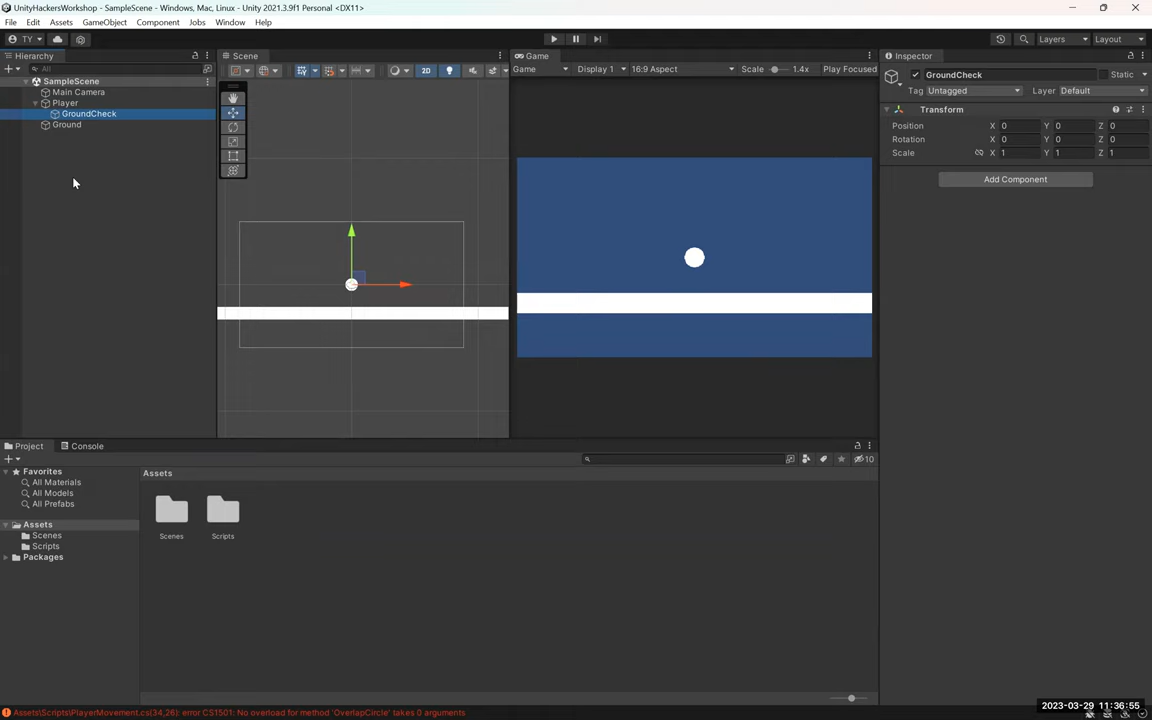 UnityHackersWorkshop - SampleScene - Windows, Mac, Linux - Unity 2021.3.9f1 Personal <DX11>
File Edit Assets GameObject Component Jobs Window Help
TY Layers Layout
Hierarchy Scene Game Inspector
All 2D Game Display 1 16:9 Aspect Scale 1.4x Play Focused
GroundCheck Static
Tag Untagged Layer Default
SampleScene
Main Camera
Player
GroundCheck
Ground
Transform
Position X 0 Y 0 Z 0
Rotation X 0 Y 0 Z 0
Scale X 1 Y 1 Z 1
Add Component
Project Console
10
Favorites
All Materials
All Models
All Prefabs
Assets
Scenes
Scripts
Packages
Assets
Scenes Scripts
Assets\Scripts\PlayerMovement.cs(34,26): error CS1501: No overload for method 'OverlapCircle' takes 0 arguments
2023-03-29 11:36:55